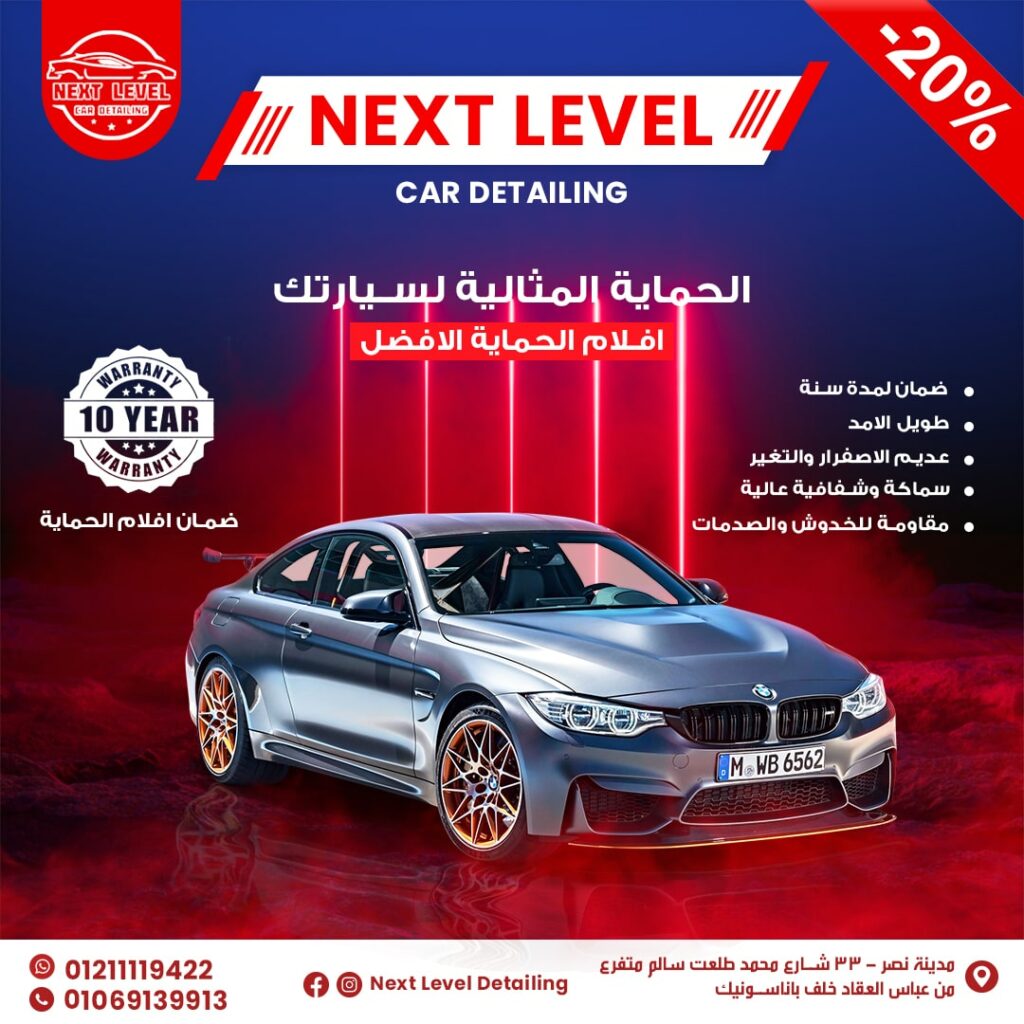 NEXT LEVEL
CAR DETAILING
-20%
NEXT LEVEL
CAR DETAILING
الحماية المثالية لسيارتك
افلام الحماية الافضل
WARRANTY
10 YEAR
WARRANTY
ضمان افلام الحماية
ضمان لمدة سنة
طويل الامد
عديم الاصفرار والتغير
سماكة وشفافية عالية
مقاومة للخدوش والصدمات
M WB 6562
01211119422
01069139913
Next Level Detailing
مدينة نصر – ٣٣ شارع محمد طلعت سالم متفرع
من عباس العقاد خلف باناسونيك